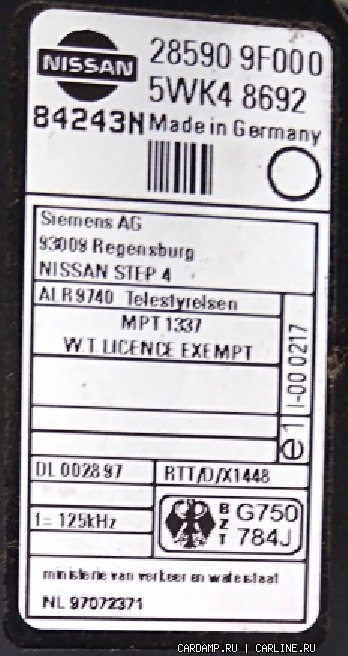 NISSAN
28590 9F000
5WK4 8692
84243N Made in Germany
Siemens AG
93009 Regensburg
NISSAN STEP 4
ALR9740 Telestyrelsen
MPT 1337
W.T LICENCE EXEMPT
e1 I-00 0217
DL 002897
RTT/D/X1448
f= 125kHz
BZT G750
784J
ministerie van verkeer en waterstaat
NL 97072371
CARDAMP.RU | CARLINE.RU